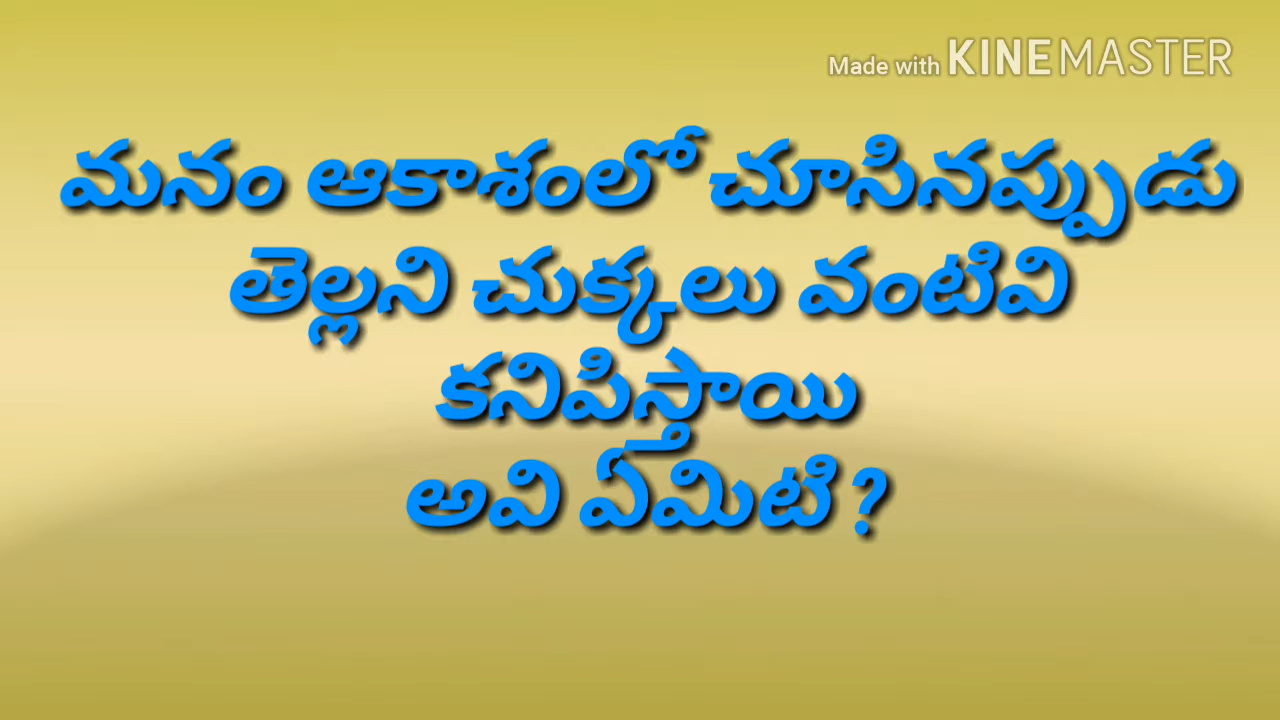 Made with KINEMASTER
మనం ఆకాశంలో చూసినప్పుడు
తెల్లని చుక్కలు వంటివి
కనిపిస్తాయి
అవి ఏమిటి ?